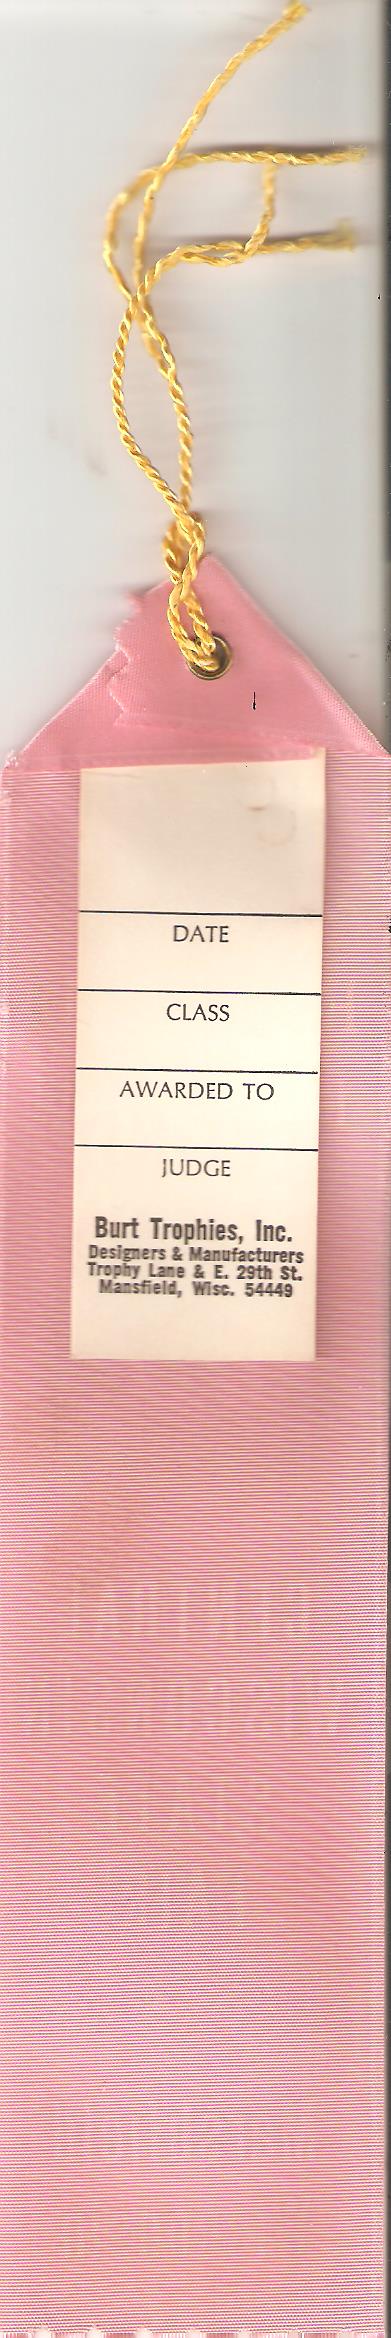 DATE
CLASS
AWARDED TO
JUDGE
Burt Trophies, Inc.
Designers & Manufacturers
Trophy Lane & E. 29th St.
Mansfield, Wisc. 54449